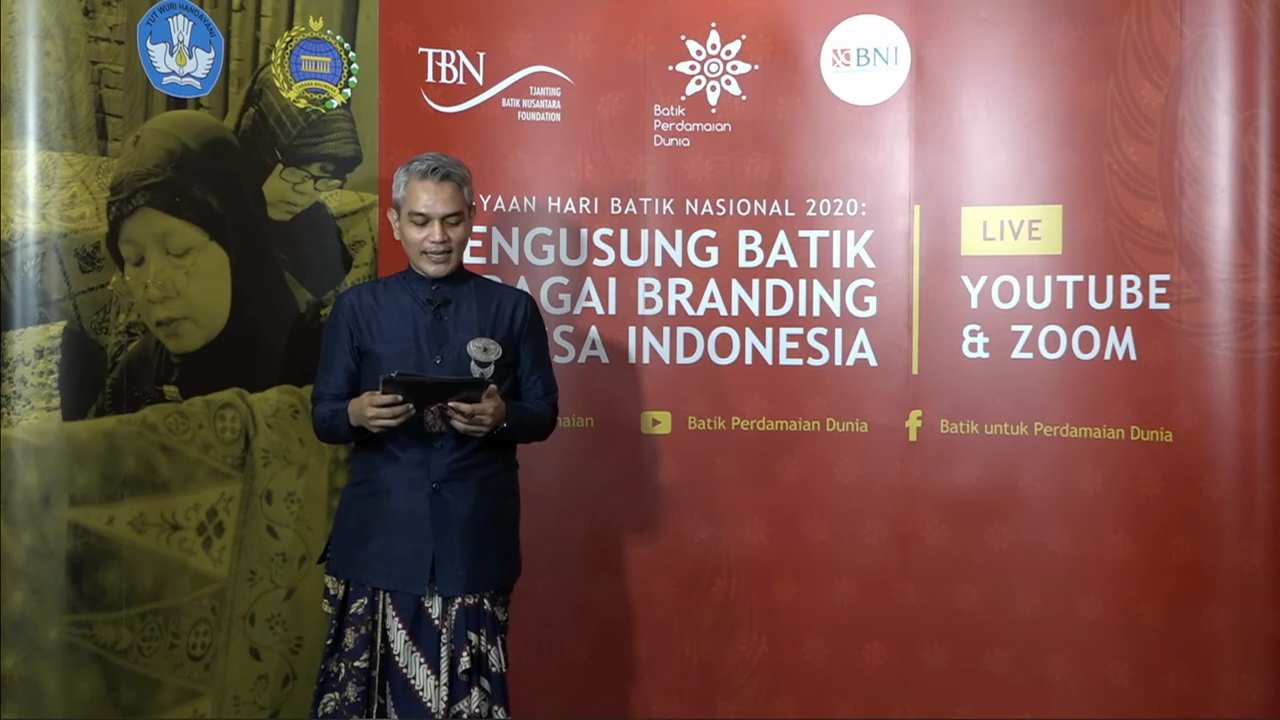 TUT WURI HANDAYANI
TBN
TJANTING
BATIK NUSANTARA
FOUNDATION
Batik
Perdamaian
Dunia
BNI
YAAN HARI BATIK NASIONAL 2020:
ENGUSUNG BATIK
AGAI BRANDING
SA INDONESIA
LIVE
YOUTUBE
& ZOOM
maian
Batik Perdamaian Dunia
Batik untuk Perdamaian Dunia